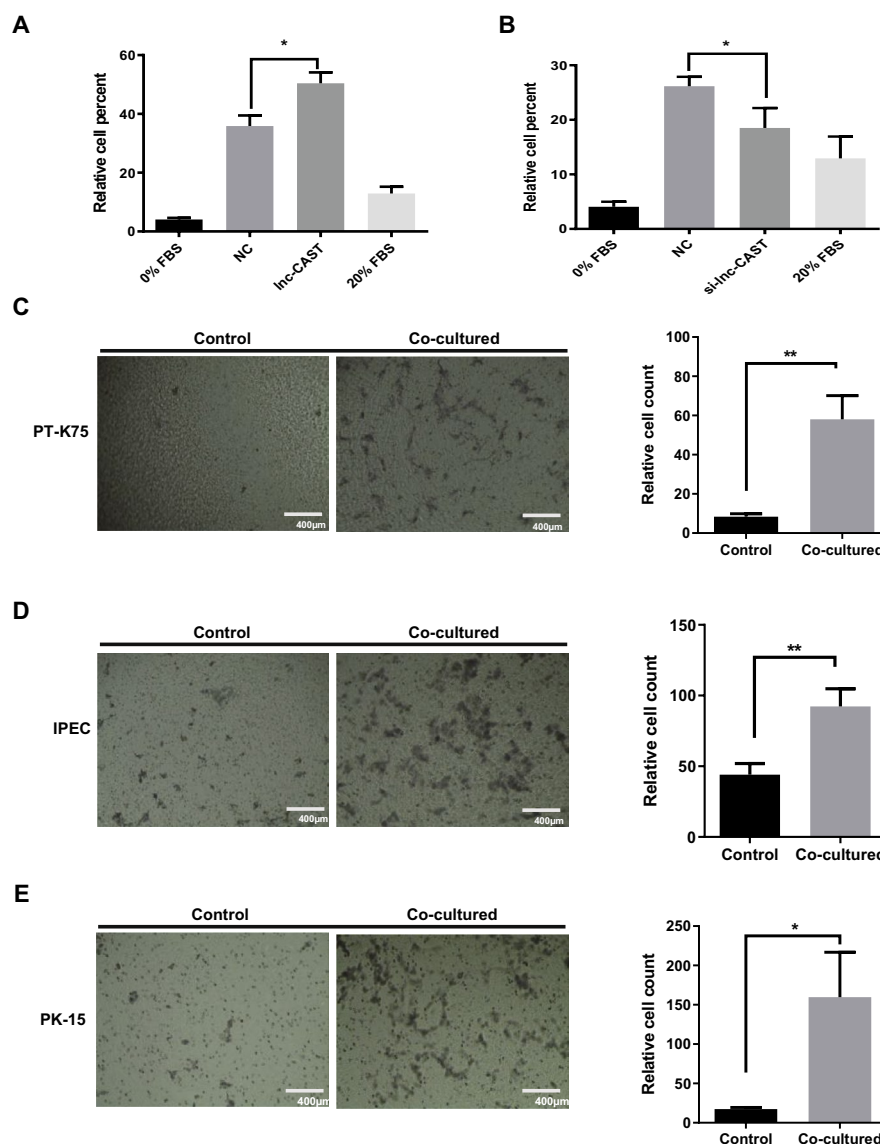 A
Relative cell percent
60
40
20
0
*
0% FBS
NC
lnc-CAST
20% FBS
B
Relative cell percent
30
20
10
0
*
0% FBS
NC
si-lnc-CAST
20% FBS
C
Control
Co-cultured
PT-K75
400μm
400μm
Relative cell count
100
80
60
40
20
0
**
Control
Co-cultured
D
Control
Co-cultured
IPEC
400μm
400μm
Relative cell count
150
100
50
0
**
Control
Co-cultured
E
Control
Co-cultured
PK-15
400μm
400μm
Relative cell count
250
200
150
100
50
0
*
Control
Co-cultured